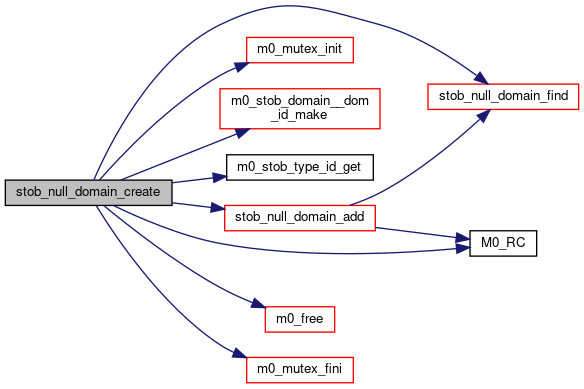 m0_mutex_init
stob_null_domain_find
m0_stob_domain__dom
_id_make
m0_stob_type_id_get
stob_null_domain_create
stob_null_domain_add
M0_RC
m0_free
m0_mutex_fini